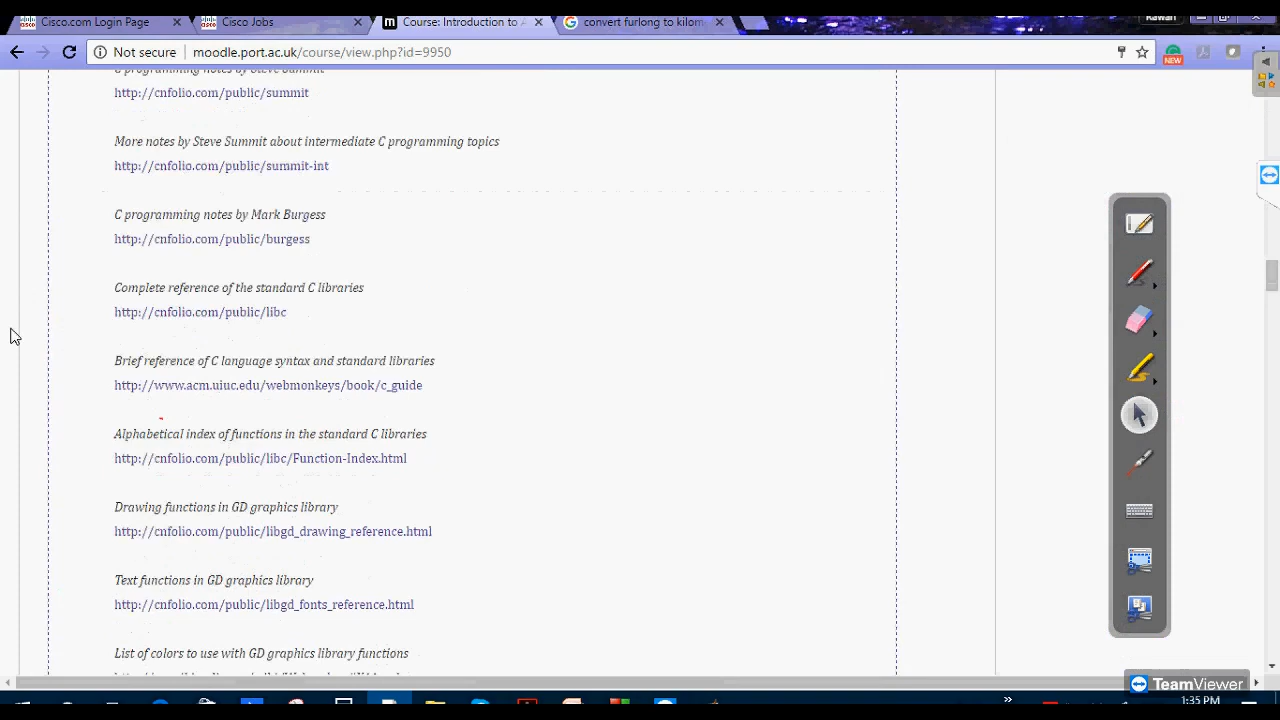 Cisco.com Login Page
Cisco Jobs
Course: Introduction to A
convert furlong to kilom
Kawan
Not secure
moodle.port.ac.uk/course/view.php?id=9950
NEW
C programming notes by Steve Summit
http://cnfolio.com/public/summit
More notes by Steve Summit about intermediate C programming topics
http://cnfolio.com/public/summit-int
C programming notes by Mark Burgess
http://cnfolio.com/public/burgess
Complete reference of the standard C libraries
http://cnfolio.com/public/libc
Brief reference of C language syntax and standard libraries
http://www.acm.uiuc.edu/webmonkeys/book/c_guide
Alphabetical index of functions in the standard C libraries
http://cnfolio.com/public/libc/Function-Index.html
Drawing functions in GD graphics library
http://cnfolio.com/public/libgd_drawing_reference.html
Text functions in GD graphics library
http://cnfolio.com/public/libgd_fonts_reference.html
List of colors to use with GD graphics library functions
TeamViewer
1:35 PM